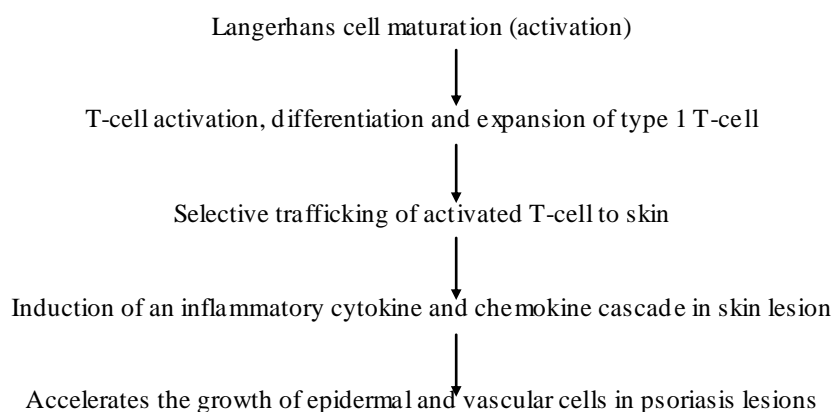 Langerhans cell maturation (activation)
T-cell activation, differentiation and expansion of type 1 T-cell
Selective trafficking of activated T-cell to skin
Induction of an inflammatory cytokine and chemokine cascade in skin lesion
Accelerates the growth of epidermal and vascular cells in psoriasis lesions